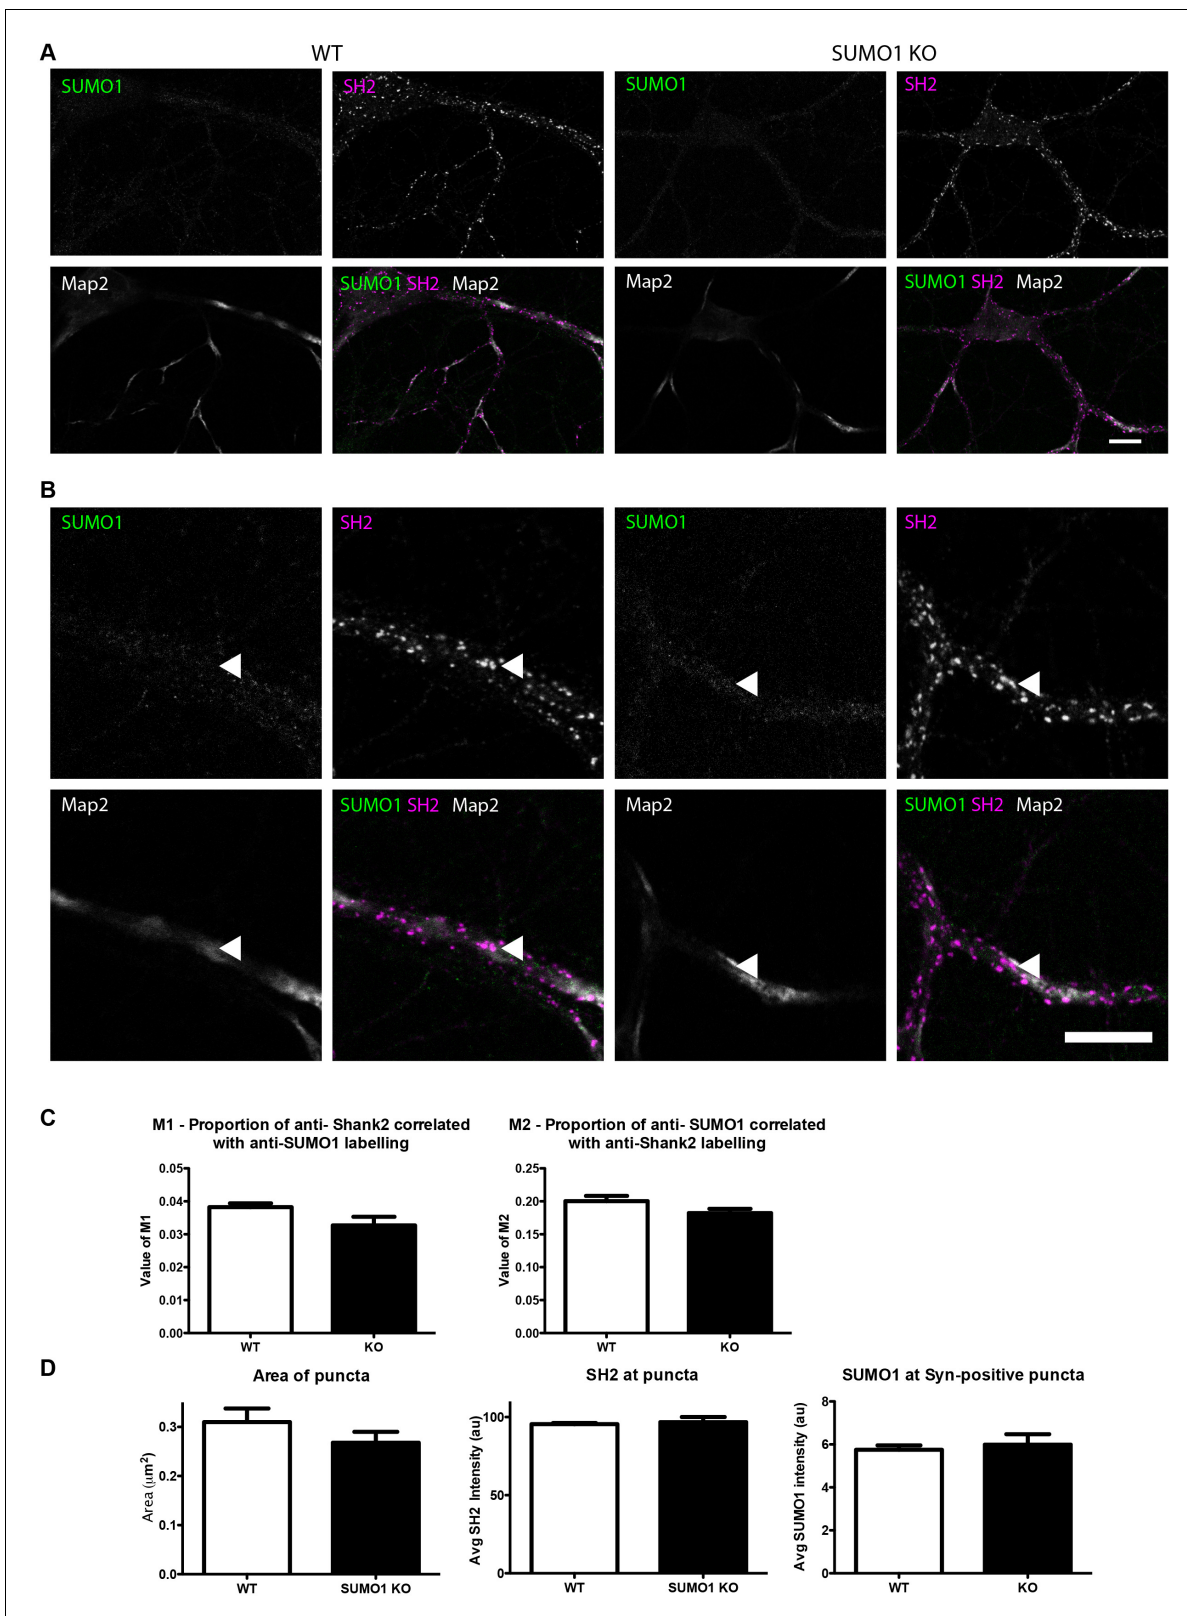 A
WT
SUMO1 KO
SUMO1
SH2
SUMO1
SH2
Map2
SUMO1 SH2 Map2
Map2
SUMO1 SH2 Map2
B
SUMO1
SH2
SUMO1
SH2
Map2
SUMO1 SH2 Map2
Map2
SUMO1 SH2 Map2
C
M1 - Proportion of anti- Shank2 correlated
with anti-SUMO1 labelling
Value of M1
0.05
0.04
0.03
0.02
0.01
0.00
WT
KO
M2 - Proportion of anti- SUMO1 correlated
with anti-Shank2 labelling
Value of M2
0.25
0.20
0.15
0.10
0.05
0.00
WT
KO
D
Area of puncta
Area (μm²)
0.3
0.2
0.1
0.0
WT
SUMO1 KO
SH2 at puncta
Avg SH2 Intensity (au)
100
50
0
WT
SUMO1 KO
SUMO1 at Syn-positive puncta
Avg SUMO1 intensity (au)
8
6
4
2
0
WT
KO